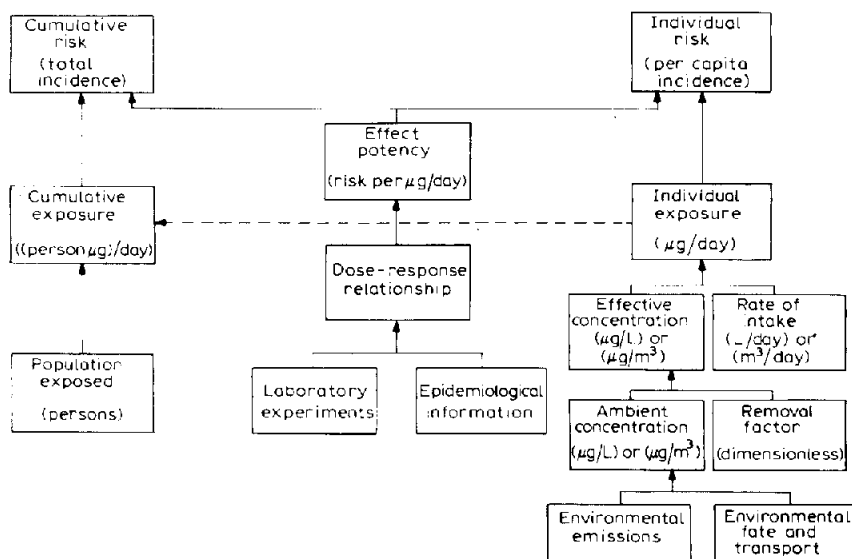 Cumulative
risk
(total
incidence)
Individual
risk
(per capita
incidence)
Effect
potency
(risk per µg/day)
Cumulative
exposure
((person µg)/day)
Individual
exposure
(µg/day)
Dose-response
relationship
Effective
concentration
(µg/L) or
(µg/m³)
Rate of
intake
(L/day) or
(m³/day)
Population
exposed
(persons)
Laboratory
experiments
Epidemiological
information
Ambient
concentration
(µg/L) or (µg/m³)
Removal
factor
(dimensionless)
Environmental
emissions
Environmental
fate and
transport